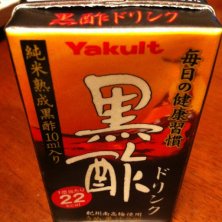 黒酢ドリンク
Yakult
毎日の健康習慣
黒酢
ドリンク
純米熟成黒酢10ml入り
22
紀州南高梅使用